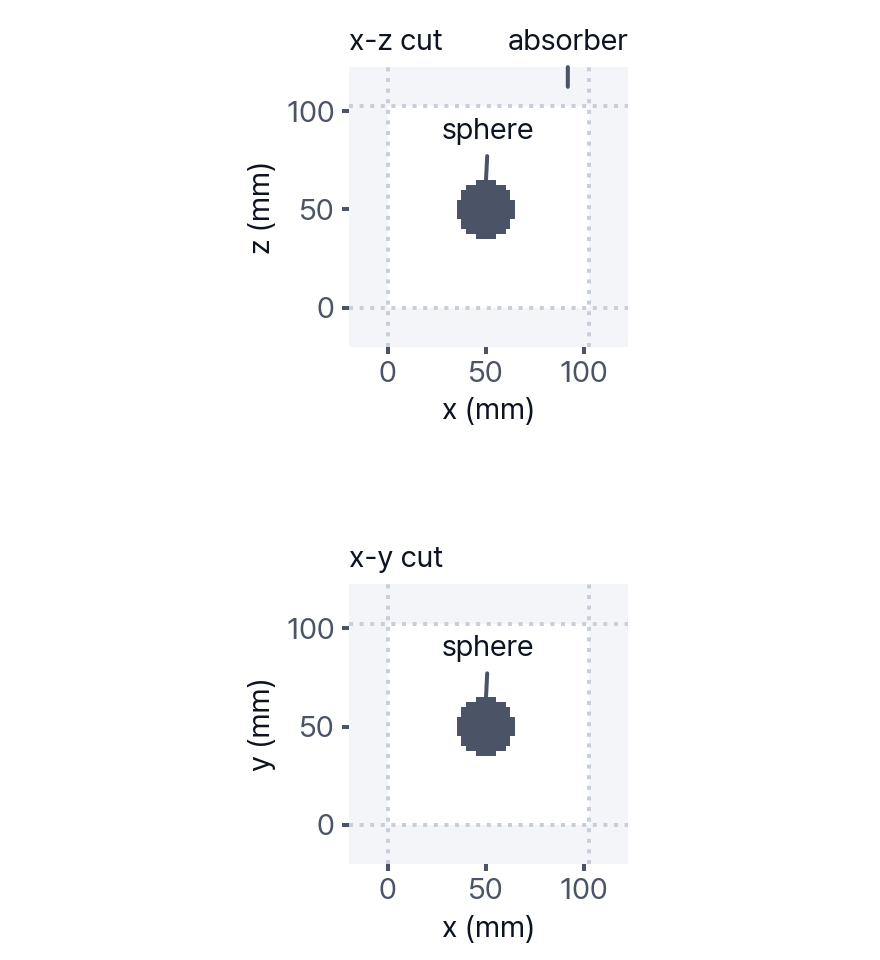 x-z cut absorber
100
sphere
50
0
z (mm)
0 50 100
x (mm)
x-y cut
100
sphere
50
0
y (mm)
0 50 100
x (mm)